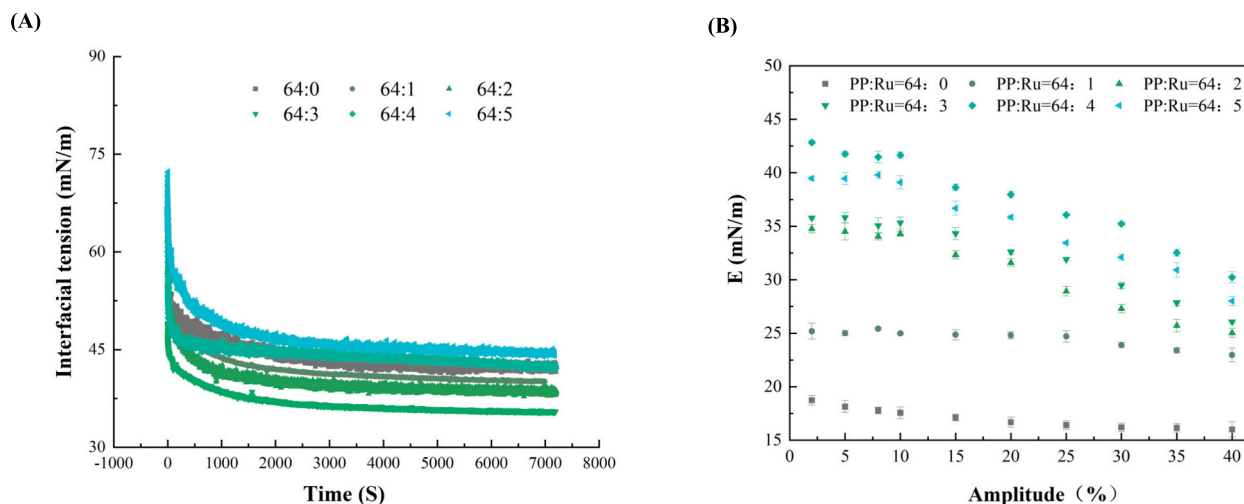 (A)
90
75
60
45
30
Interfacial tension (mN/m)
64:0 64:1 64:2
64:3 64:4 64:5
-1000 0 1000 2000 3000 4000 5000 6000 7000 8000
Time (S)
(B)
50
45
40
35
30
25
20
15
E (mN/m)
PP:Ru=64：0 PP:Ru=64：1 PP:Ru=64：2
PP:Ru=64：3 PP:Ru=64：4 PP:Ru=64：5
0 5 10 15 20 25 30 35 40
Amplitude（%）